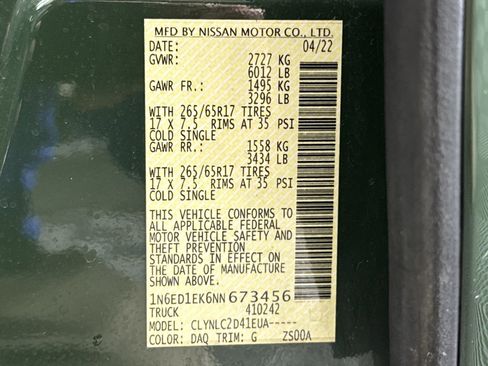 MFD BY NISSAN MOTOR CO., LTD.
DATE: 04/22
GVWR: 2727 KG
6012 LB
GAWR FR.: 1495 KG
3296 LB
WITH 265/65R17 TIRES
17 X 7.5 RIMS AT 35 PSI
COLD SINGLE
GAWR RR.: 1558 KG
3434 LB
WITH 265/65R17 TIRES
17 X 7.5 RIMS AT 35 PSI
COLD SINGLE
THIS VEHICLE CONFORMS TO
ALL APPLICABLE FEDERAL
MOTOR VEHICLE SAFETY AND
THEFT PREVENTION
STANDARDS IN EFFECT ON
THE DATE OF MANUFACTURE
SHOWN ABOVE.
1N6ED1EK6NN673456
TRUCK 410242
MODEL: CLYNLC2D41EUA-----
COLOR: DAQ TRIM: G ZS00A